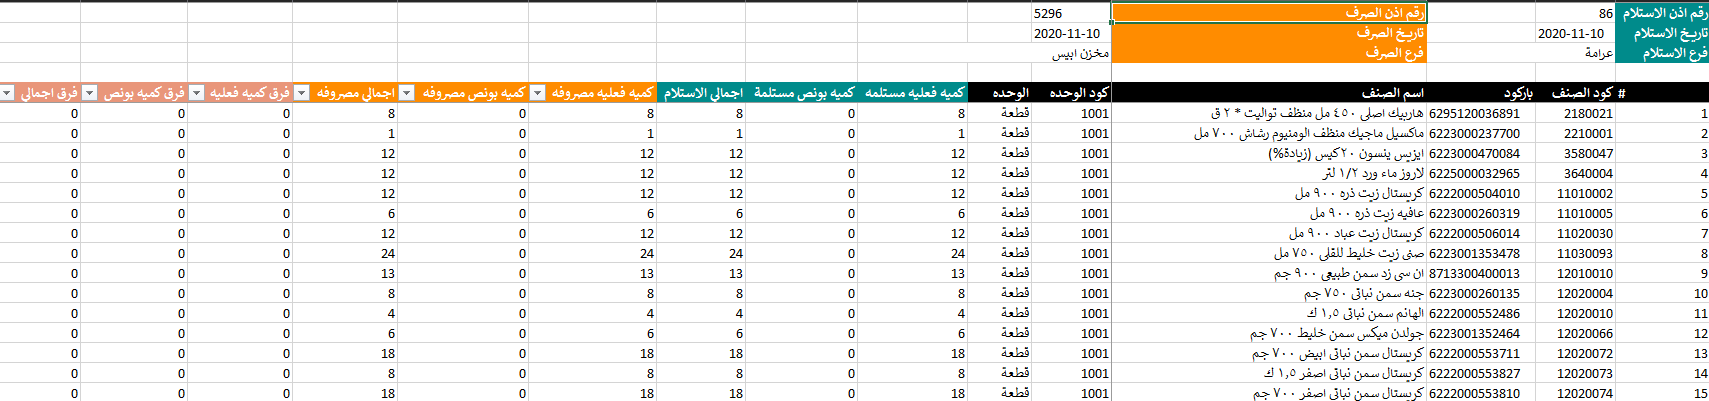 رقم اذن الاستلام 86 رقم اذن الصرف 5296
تاريخ الاستلام 2020-11-10 تاريخ الصرف 2020-11-10
فرع الاستلام عرامة فرع الصرف مخزن ابيس
# كود الصنف باركود اسم الصنف كود الوحده الوحده كميه فعليه مستلمه كميه بونص مستلمة اجمالي الاستلام كميه فعليه مصروفه كميه بونص مصروفه اجمالي مصروفه فرق كميه فعليه فرق كميه بونص فرق اجمالي
1 2180021 6295120036891 هاربيك اصلى ٤٥٠ مل منظف تواليت * ٢ ق 1001 قطعة 8 0 8 8 0 8 0 0 0
2 2210001 6223000237700 ماكسيل ماجيك منظف الومنيوم رشاش ٧٠٠ مل 1001 قطعة 1 0 1 1 0 1 0 0 0
3 3580047 6223000470084 ايزيس ينسون ٢٠كيس (زيادة%) 1001 قطعة 12 0 12 12 0 12 0 0 0
4 3640004 6225000032965 لاروز ماء ورد ١/٢ لتر 1001 قطعة 12 0 12 12 0 12 0 0 0
5 11010002 6222000504010 كريستال زيت ذره ٩٠٠ مل 1001 قطعة 12 0 12 12 0 12 0 0 0
6 11010005 6223000260319 عافيه زيت ذره ٩٠٠ مل 1001 قطعة 6 0 6 6 0 6 0 0 0
7 11020030 6222000506014 كريستال زيت عباد ٩٠٠ مل 1001 قطعة 12 0 12 12 0 12 0 0 0
8 11030093 6223001353478 صنى زيت خليط للقلى ٧٥٠ مل 1001 قطعة 24 0 24 24 0 24 0 0 0
9 12010010 8713300400013 ان سى زد سمن طبيعى ٩٠٠ جم 1001 قطعة 13 0 13 13 0 13 0 0 0
10 12020004 6223000260135 جنه سمن نباتى ٧٥٠ جم 1001 قطعة 8 0 8 8 0 8 0 0 0
11 12020010 6222000552486 الهانم سمن نباتى ١,٥ ك 1001 قطعة 4 0 4 4 0 4 0 0 0
12 12020066 6223001352464 جولدن ميكس سمن خليط ٧٠٠ جم 1001 قطعة 6 0 6 6 0 6 0 0 0
13 12020072 6222000553711 كريستال سمن نباتى ابيض ٧٠٠ جم 1001 قطعة 18 0 18 18 0 18 0 0 0
14 12020073 6222000553827 كريستال سمن نباتى اصفر ١,٥ ك 1001 قطعة 8 0 8 8 0 8 0 0 0
15 12020074 6222000553810 كريستال سمن نباتى اصفر ٧٠٠ جم 1001 قطعة 18 0 18 18 0 18 0 0 0